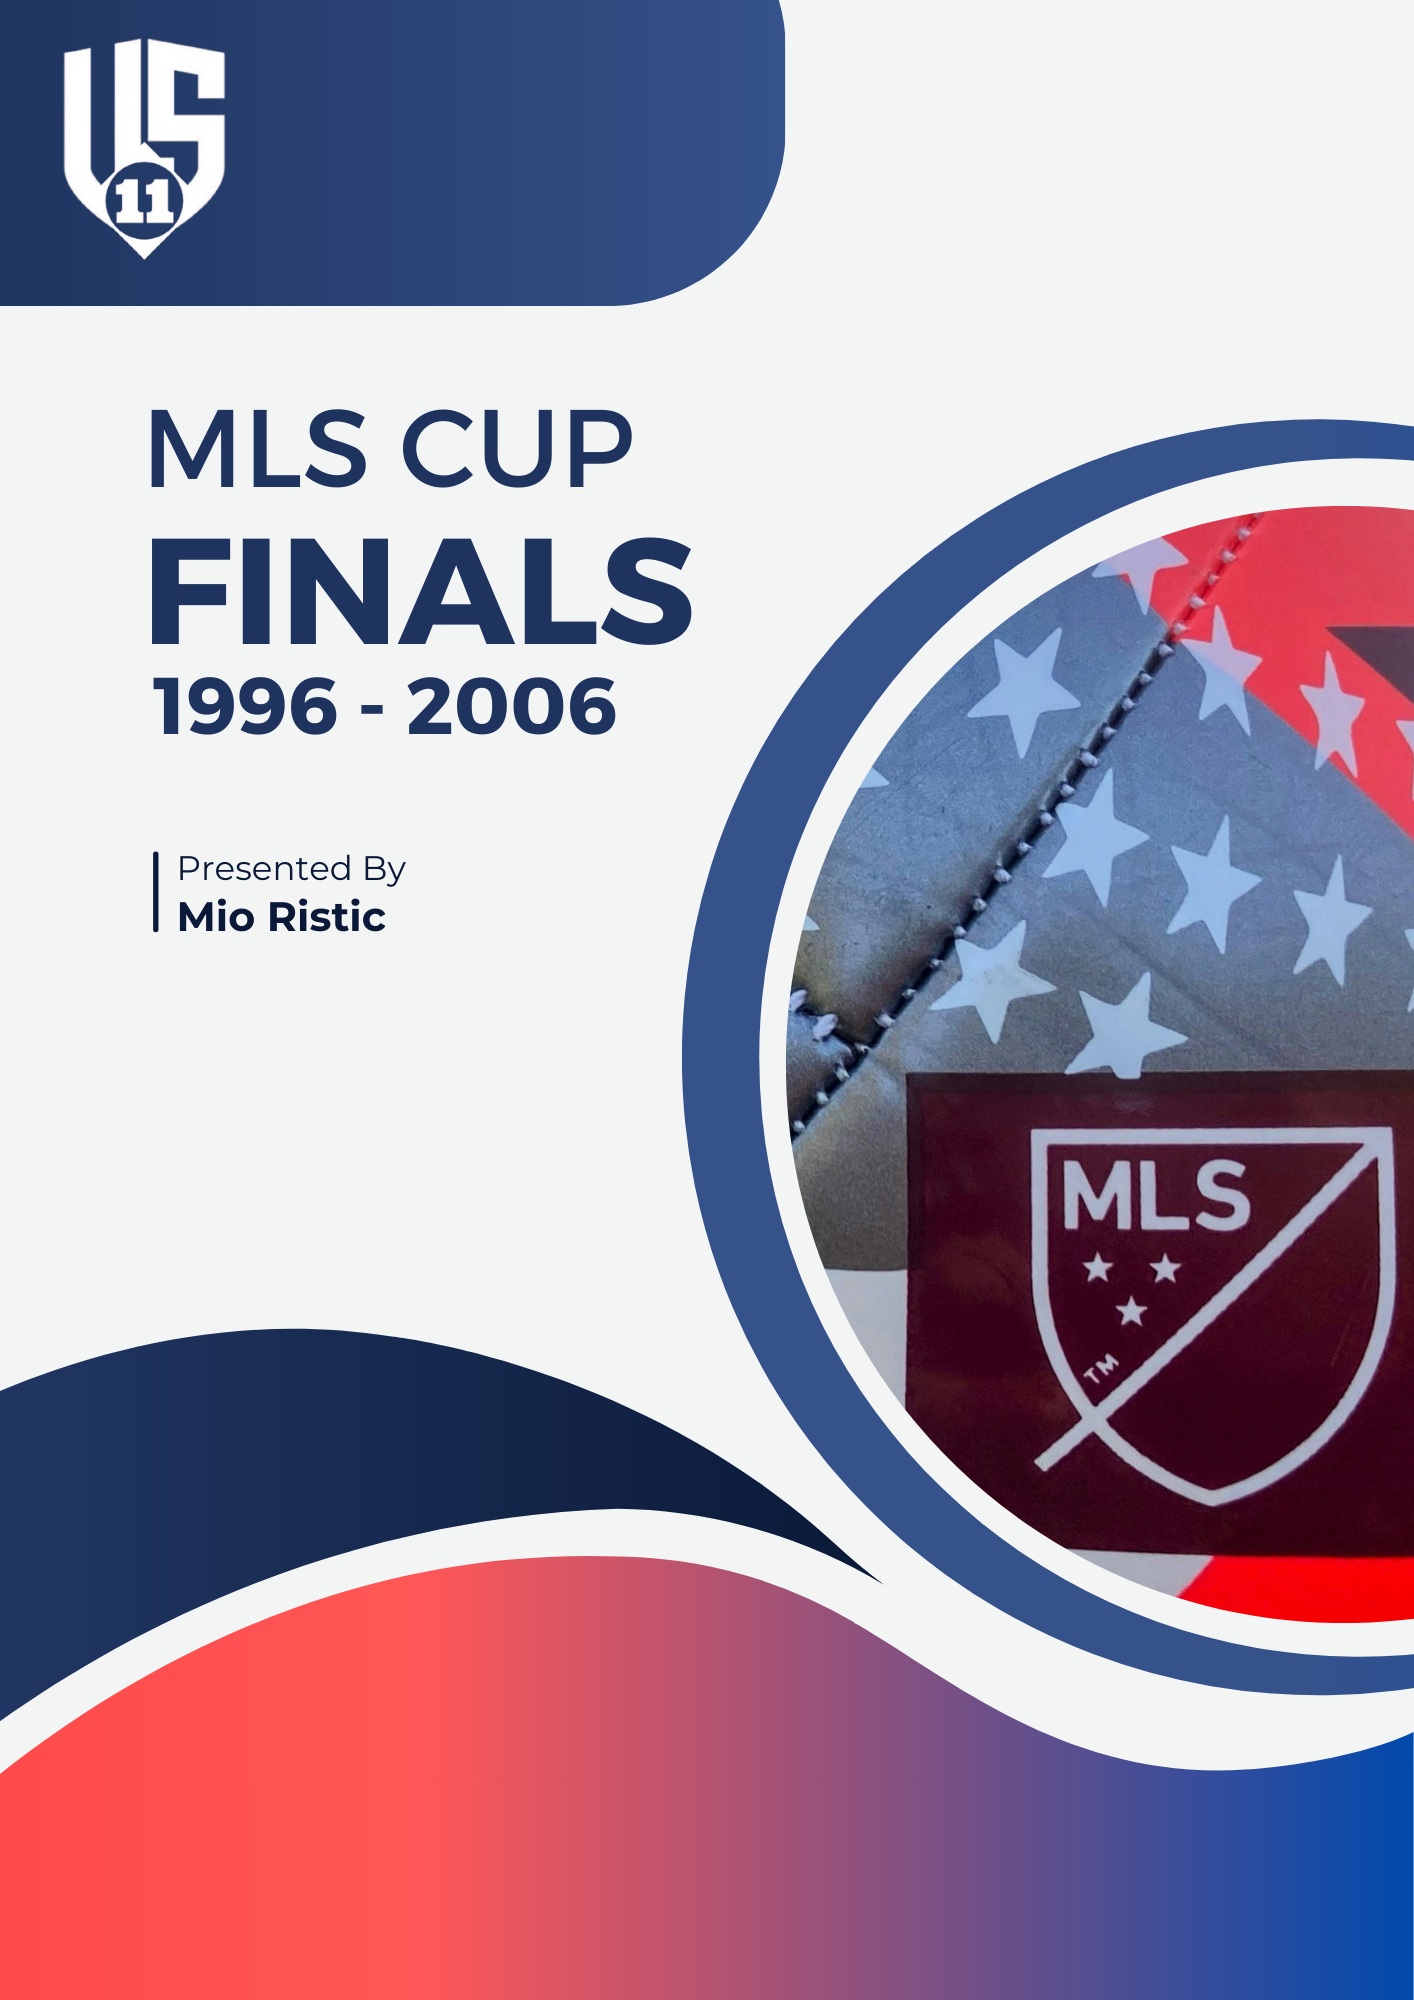 US
11
MLS CUP
FINALS
1996 - 2006
Presented By
Mio Ristic
MLS
TM